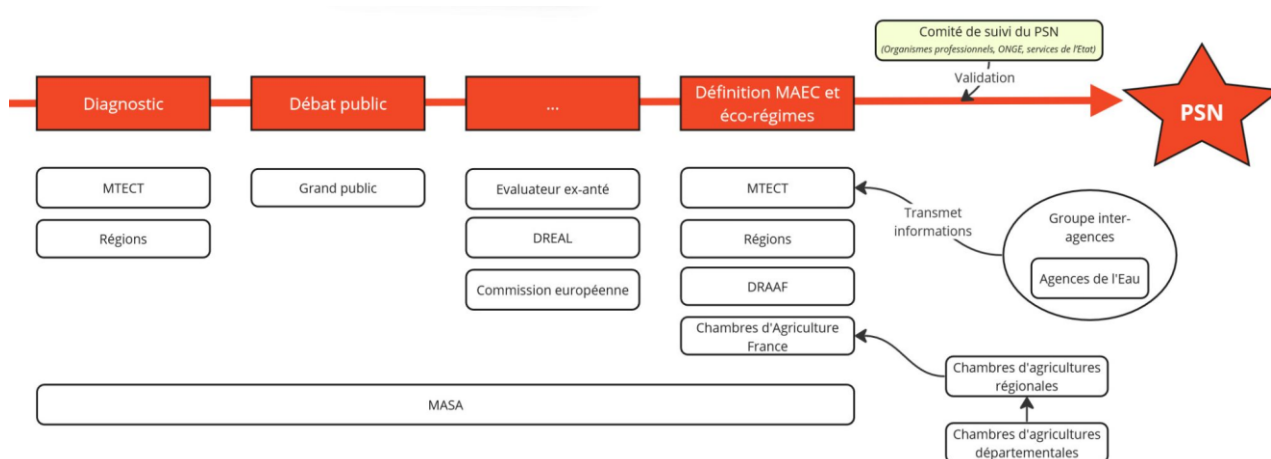 Comité de suivi du PSN
(Organismes professionnels, ONGE, services de l'Etat)
Validation
Diagnostic
Débat public
...
Définition MAEC et
éco-régimes
PSN
MTECT
Régions
Grand public
Evaluateur ex-anté
DREAL
Commission européenne
MTECT
Régions
DRAAF
Chambres d'Agriculture
France
Transmet
informations
Groupe inter-
agences
Agences de l'Eau
Chambres d'agricultures
régionales
Chambres d'agricultures
départementales
MASA